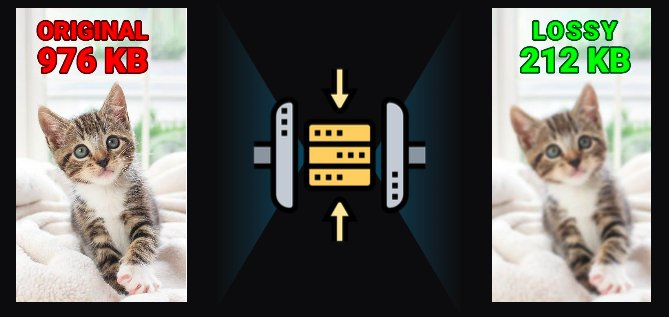 ORIGINAL
976 KB
LOSSY
212 KB